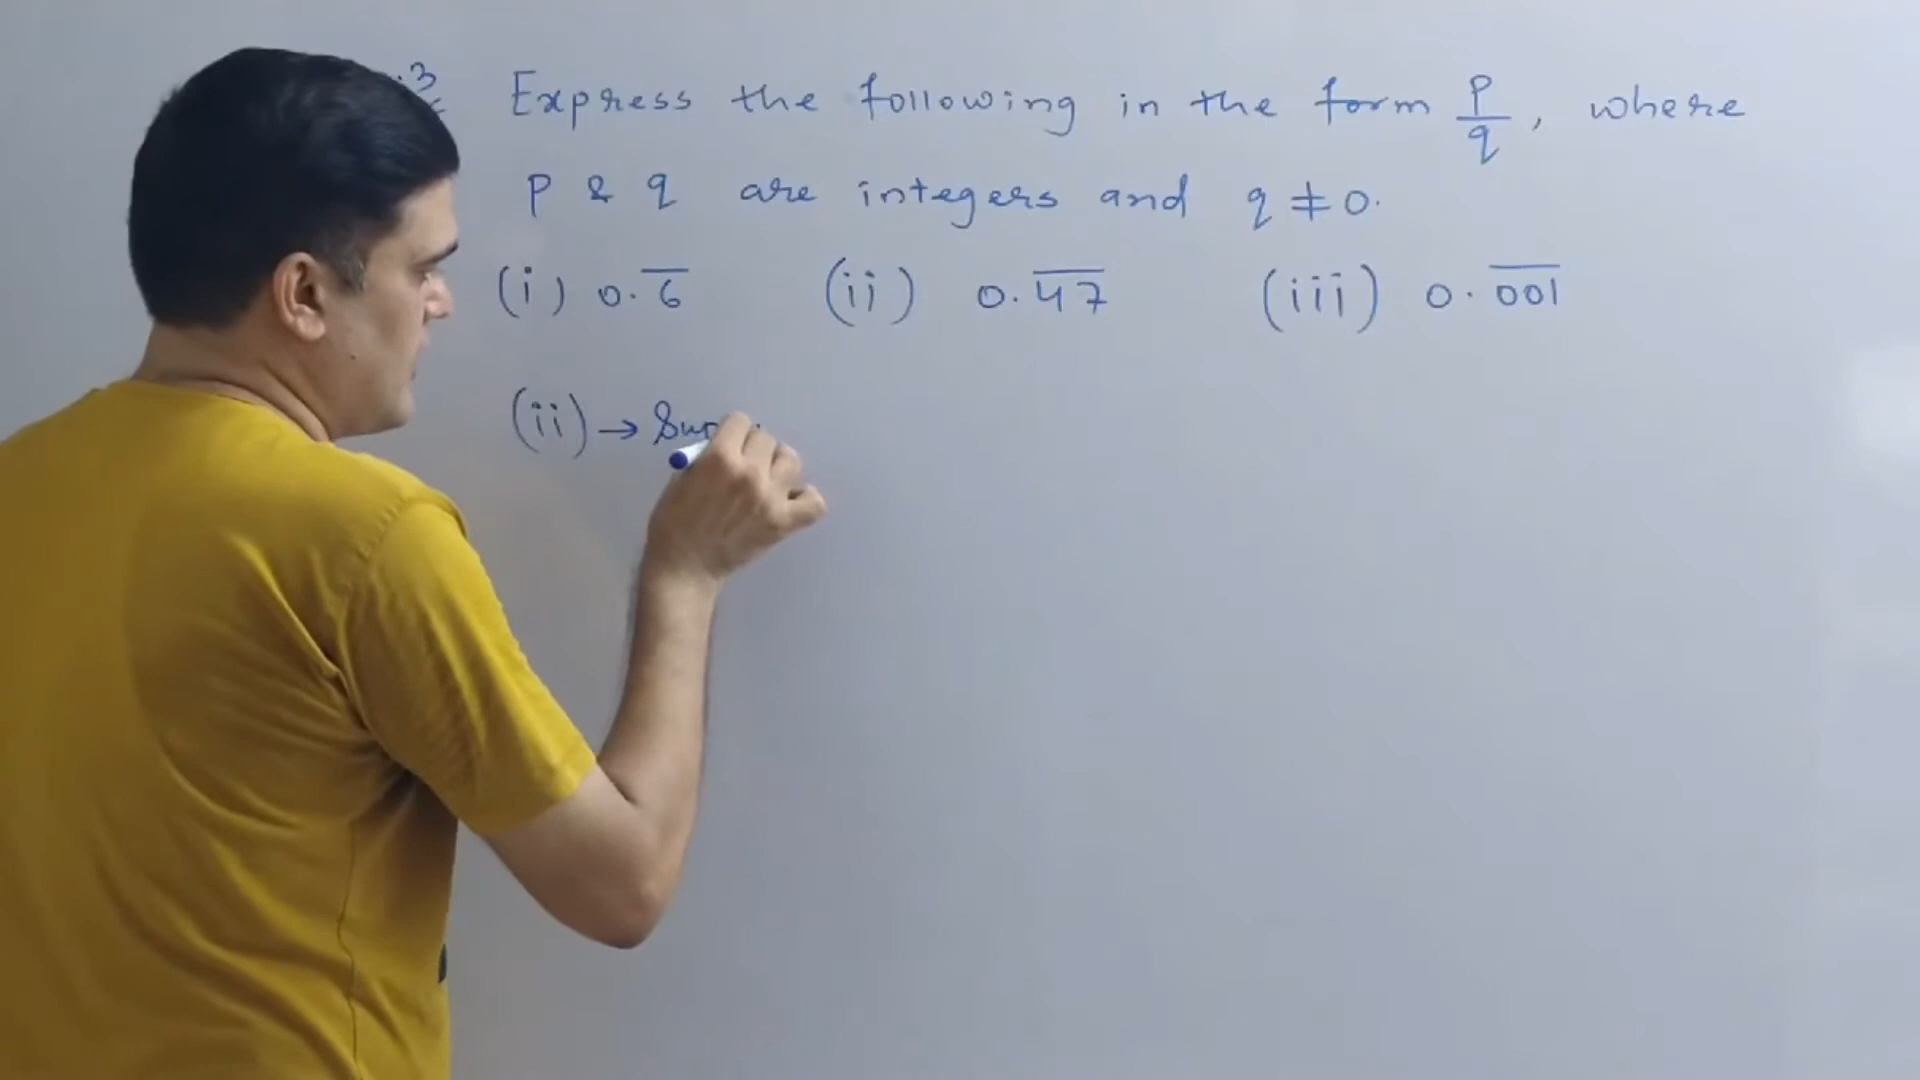 Express the following in the form p/q, where
p & q are integers and q ≠ 0.
(i) 0.6̅ (ii) 0.4̅7̅ (iii) 0.0̅0̅1̅
(ii) →